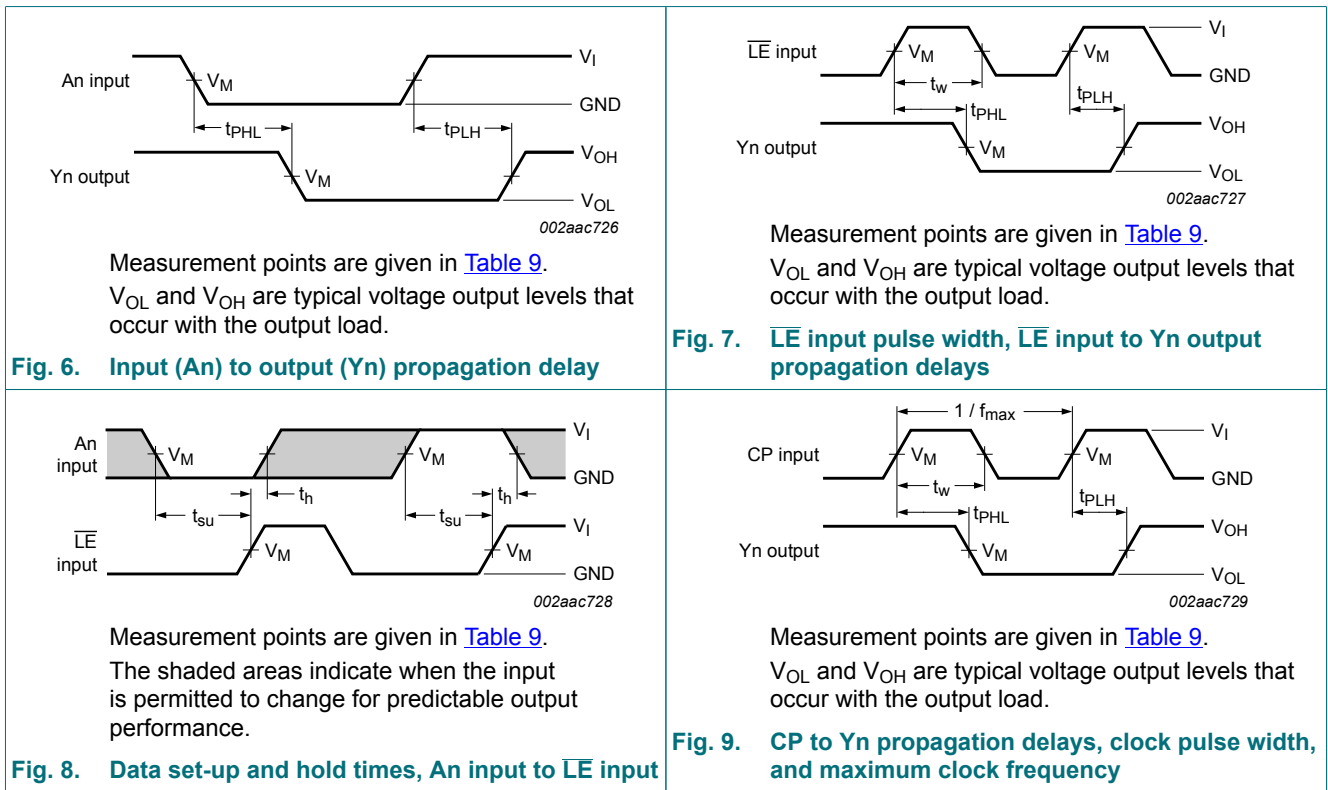 An input
V_M
V_I
GND
t_PHL
t_PLH
Yn output
V_M
V_OH
V_OL
002aac726
Measurement points are given in Table 9.
V_OL and V_OH are typical voltage output levels that
occur with the output load.
Fig. 6. Input (An) to output (Yn) propagation delay
L̅E̅ input
V_M
V_M
V_I
GND
t_w
t_PHL
t_PLH
Yn output
V_M
V_OH
V_OL
002aac727
Measurement points are given in Table 9.
V_OL and V_OH are typical voltage output levels that
occur with the output load.
Fig. 7. L̅E̅ input pulse width, L̅E̅ input to Yn output
propagation delays
An
input
V_M
V_M
V_I
GND
t_h
t_h
t_su
t_su
L̅E̅
input
V_M
V_M
V_I
GND
002aac728
Measurement points are given in Table 9.
The shaded areas indicate when the input
is permitted to change for predictable output
performance.
Fig. 8. Data set-up and hold times, An input to L̅E̅ input
1 / f_max
CP input
V_M
V_M
V_I
GND
t_w
t_PHL
t_PLH
Yn output
V_M
V_OH
V_OL
002aac729
Measurement points are given in Table 9.
V_OL and V_OH are typical voltage output levels that
occur with the output load.
Fig. 9. CP to Yn propagation delays, clock pulse width,
and maximum clock frequency